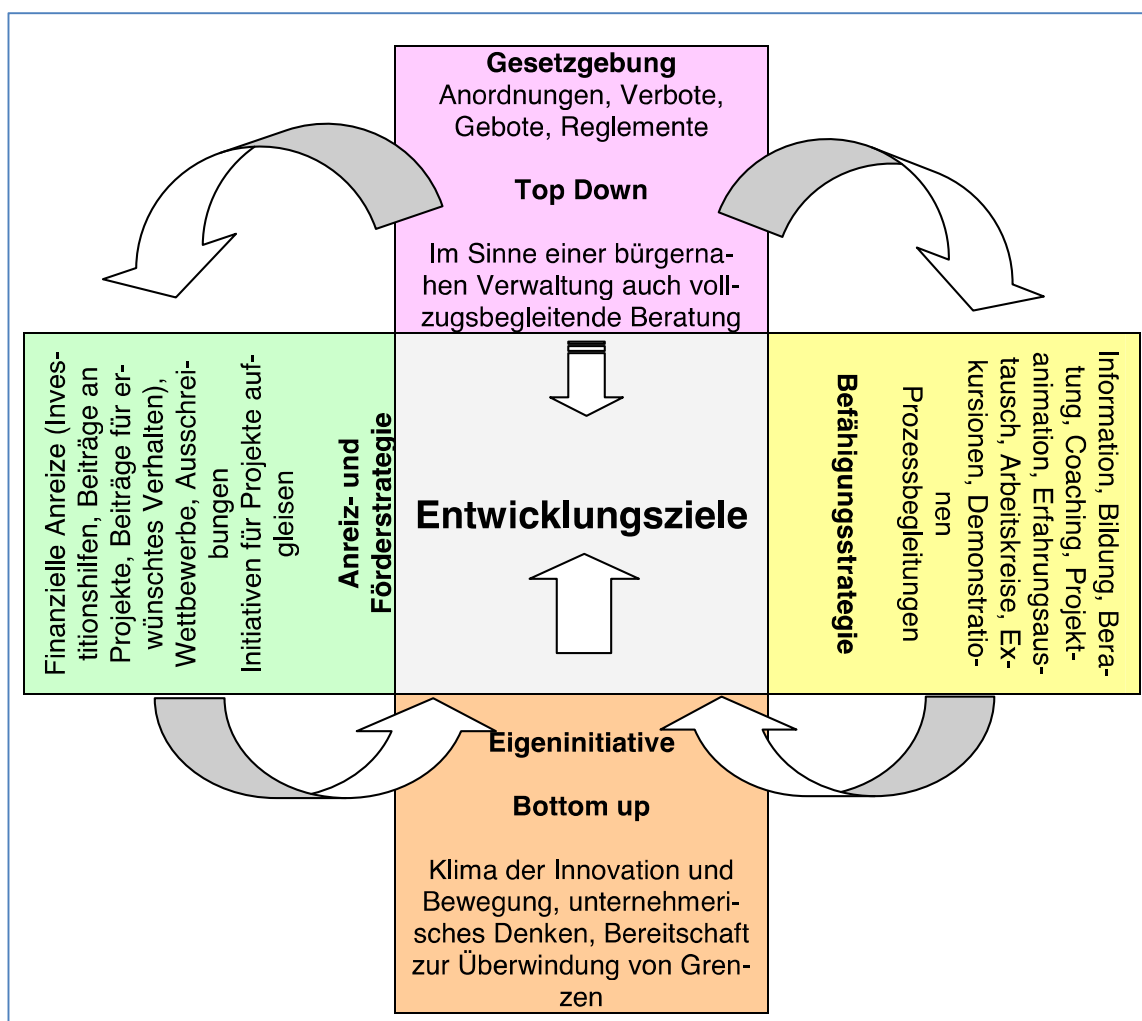 Gesetzgebung
Anordnungen, Verbote,
Gebote, Reglemente
Top Down
Im Sinne einer bürgerna-
hen Verwaltung auch voll-
zugsbegleitende Beratung
Finanzielle Anreize (Inves-
titionshilfen, Beiträge an
Projekte, Beiträge für er-
wünschtes Verhalten),
Wettbewerbe, Ausschrei-
bungen
Initiativen für Projekte auf-
gleisen
Anreiz- und
Förderstrategie
Entwicklungsziele
Information, Bildung, Bera-
tung, Coaching, Projekt-
animation, Erfahrungsaus-
tausch, Arbeitskreise, Ex-
kursionen, Demonstratio-
nen
Prozessbegleitungen
Befähigungsstrategie
Eigeninitiative
Bottom up
Klima der Innovation und
Bewegung, unternehmeri-
sches Denken, Bereitschaft
zur Überwindung von Gren-
zen